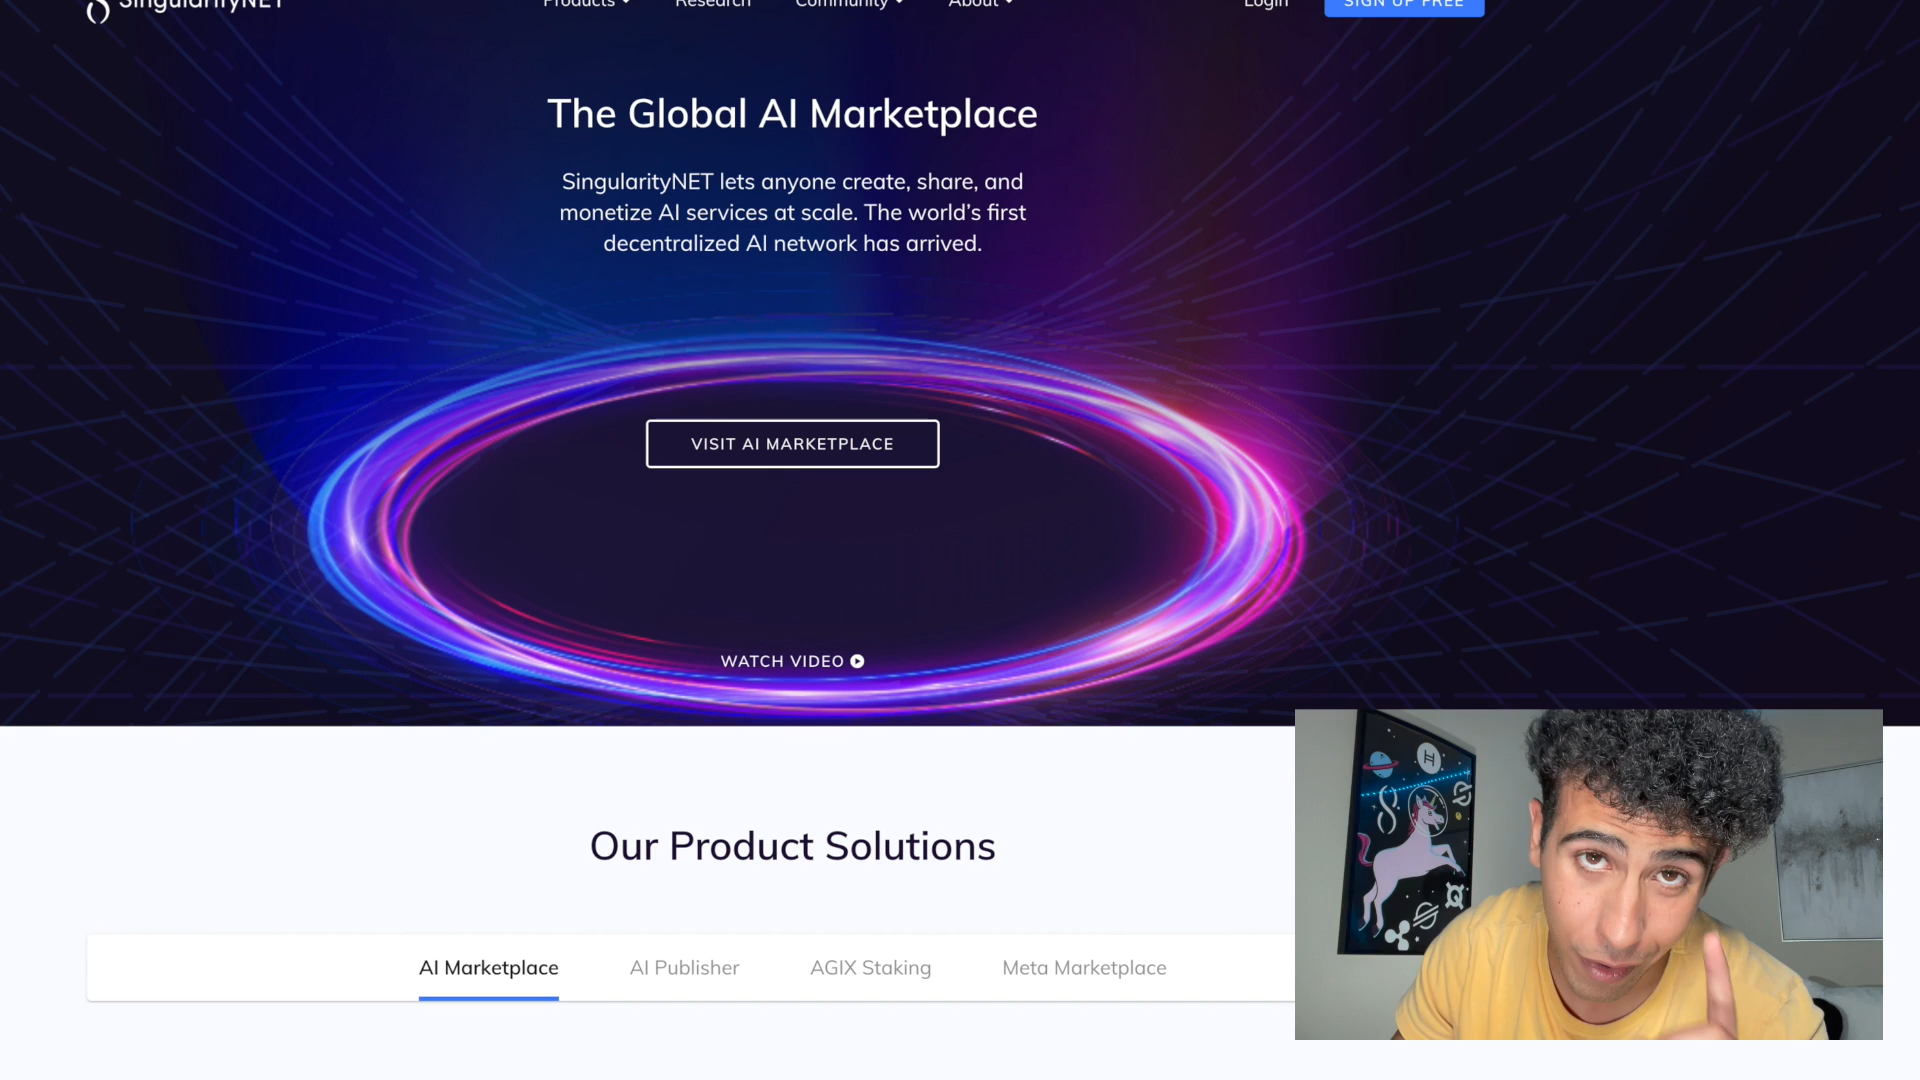 SingularityNET
Products
Research
Community
About
Login
SIGN UP FREE
The Global AI Marketplace
SingularityNET lets anyone create, share, and
monetize AI services at scale. The world’s first
decentralized AI network has arrived.
VISIT AI MARKETPLACE
WATCH VIDEO
Our Product Solutions
AI Marketplace
AI Publisher
AGIX Staking
Meta Marketplace